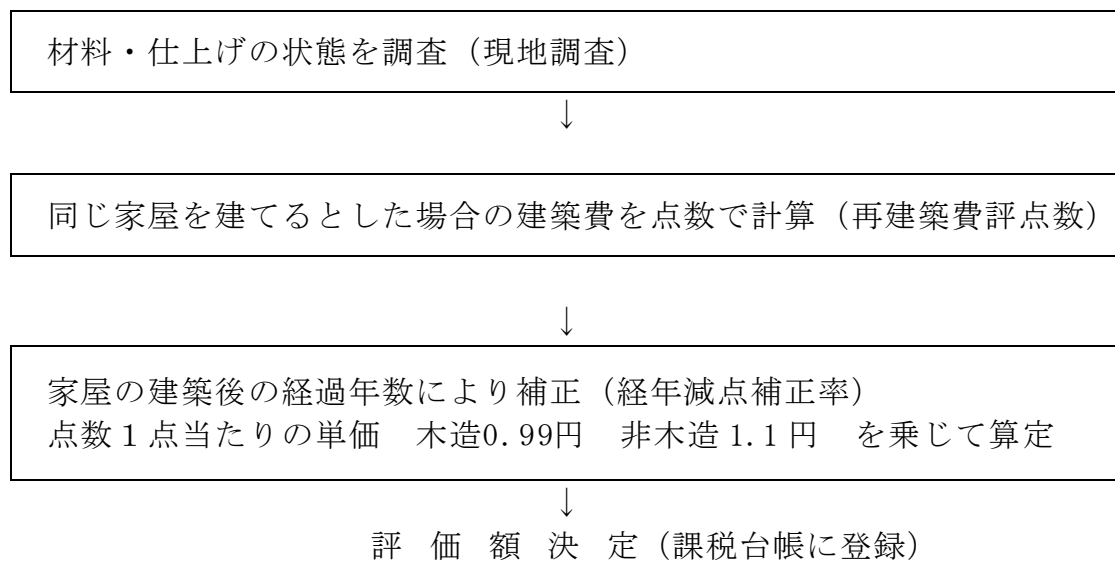 材料・仕上げの状態を調査（現地調査）
↓
同じ家屋を建てるとした場合の建築費を点数で計算（再建築費評点数）
↓
家屋の建築後の経過年数により補正（経年減点補正率）
点数１点当たりの単価　木造0.99円　非木造1.1円　を乗じて算定
↓
評　価　額　決　定（課税台帳に登録）